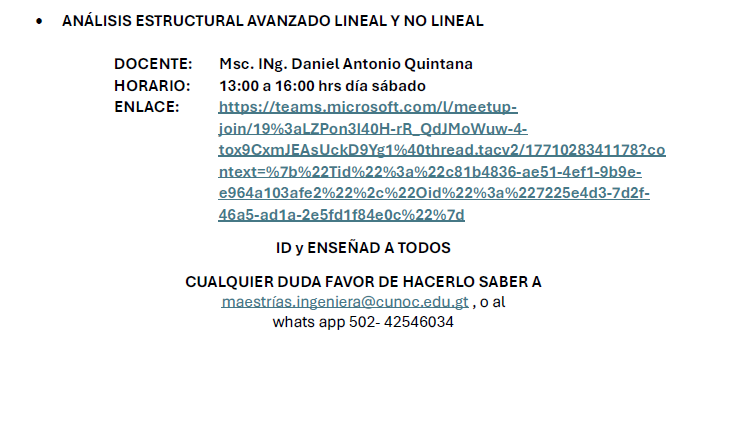 • ANÁLISIS ESTRUCTURAL AVANZADO LINEAL Y NO LINEAL
DOCENTE: Msc. INg. Daniel Antonio Quintana
HORARIO: 13:00 a 16:00 hrs día sábado
ENLACE: https://teams.microsoft.com/l/meetup-
join/19%3aLZPon3l40H-rR_QdJMoWuw-4-
tox9CxmJEAsUckD9Yg1%40thread.tacv2/1771028341178?co
ntext=%7b%22Tid%22%3a%22c81b4836-ae51-4ef1-9b9e-
e964a103afe2%22%2c%22Oid%22%3a%227225e4d3-7d2f-
46a5-ad1a-2e5fd1f84e0c%22%7d
ID y ENSEÑAD A TODOS
CUALQUIER DUDA FAVOR DE HACERLO SABER A
maestrías.ingeniera@cunoc.edu.gt , o al
whats app 502- 42546034